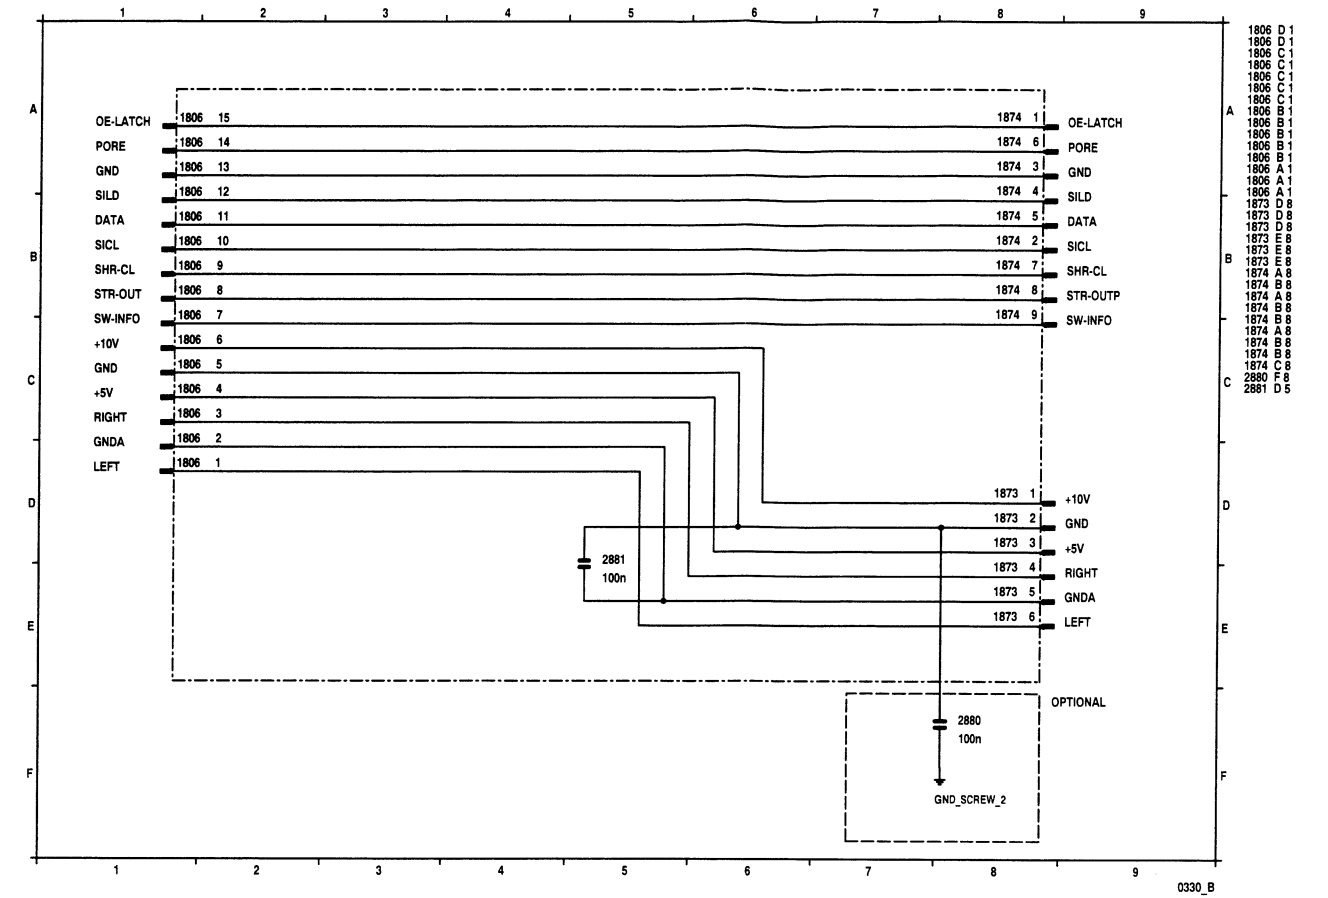 1 2 3 4 5 6 7 8 9
A A
B B
C C
D D
E E
F F
OE-LATCH 1806 15 1874 1 OE-LATCH
PORE 1806 14 1874 6 PORE
GND 1806 13 1874 3 GND
SILD 1806 12 1874 4 SILD
DATA 1806 11 1874 5 DATA
SICL 1806 10 1874 2 SICL
SHR-CL 1806 9 1874 7 SHR-CL
STR-OUT 1806 8 1874 8 STR-OUTP
SW-INFO 1806 7 1874 9 SW-INFO
+10V 1806 6
GND 1806 5
+5V 1806 4
RIGHT 1806 3
GNDA 1806 2
LEFT 1806 1
1873 1 +10V
1873 2 GND
1873 3 +5V
1873 4 RIGHT
1873 5 GNDA
1873 6 LEFT
2881
100n
OPTIONAL
2880
100n
GND_SCREW_2
1 2 3 4 5 6 7 8 9
0330_B
1806 D 1
1806 D 1
1806 C 1
1806 C 1
1806 C 1
1806 C 1
1806 C 1
1806 B 1
1806 B 1
1806 B 1
1806 B 1
1806 B 1
1806 A 1
1806 A 1
1806 A 1
1873 D 8
1873 D 8
1873 D 8
1873 E 8
1873 E 8
1873 E 8
1874 A 8
1874 B 8
1874 A 8
1874 B 8
1874 B 8
1874 A 8
1874 B 8
1874 B 8
1874 C 8
2880 F 8
2881 D 5